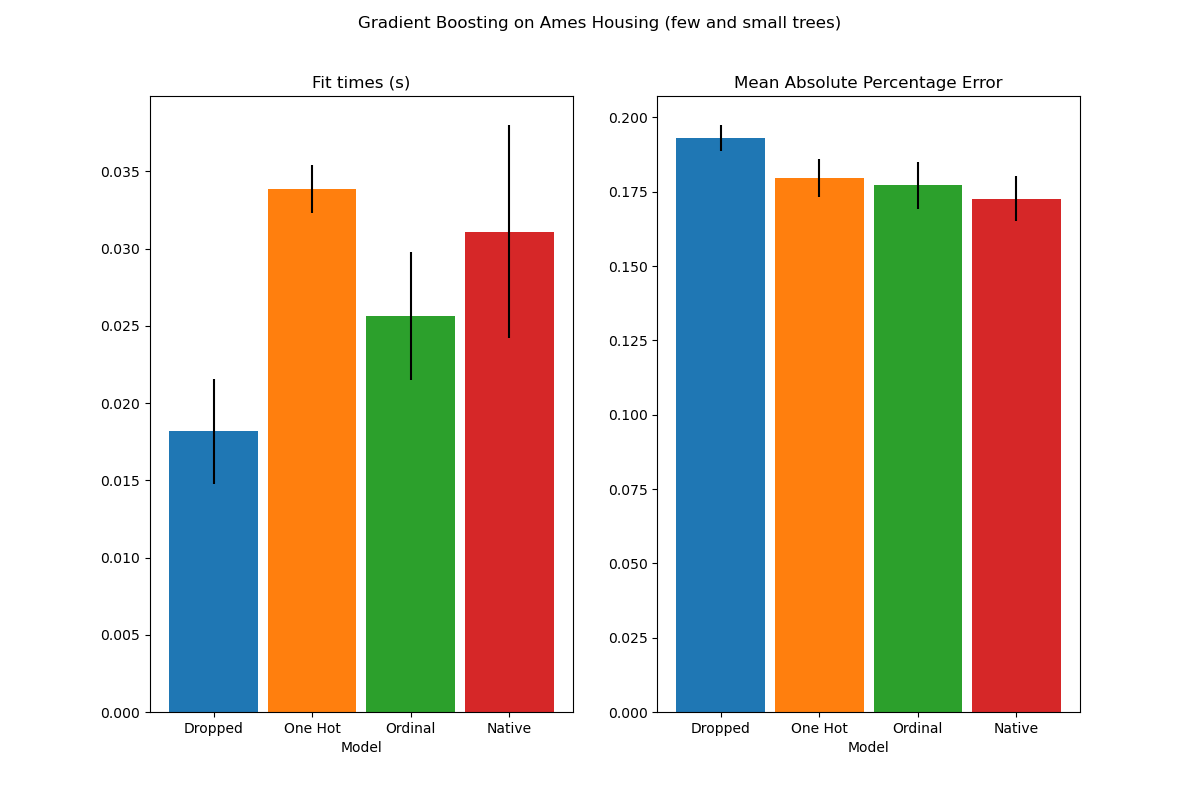 Gradient Boosting on Ames Housing (few and small trees)
Fit times (s)
0.035
0.030
0.025
0.020
0.015
0.010
0.005
0.000
Dropped One Hot Ordinal Native
Model
Mean Absolute Percentage Error
0.200
0.175
0.150
0.125
0.100
0.075
0.050
0.025
0.000
Dropped One Hot Ordinal Native
Model